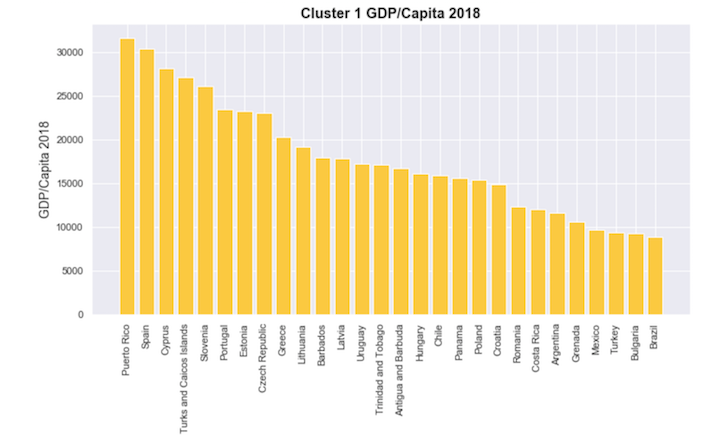 Cluster 1 GDP/Capita 2018
GDP/Capita 2018
30000
25000
20000
15000
10000
5000
0
Puerto Rico
Spain
Cyprus
Turks and Caicos Islands
Slovenia
Portugal
Estonia
Czech Republic
Greece
Lithuania
Barbados
Latvia
Uruguay
Trinidad and Tobago
Antigua and Barbuda
Hungary
Chile
Panama
Poland
Croatia
Romania
Costa Rica
Argentina
Grenada
Mexico
Turkey
Bulgaria
Brazil